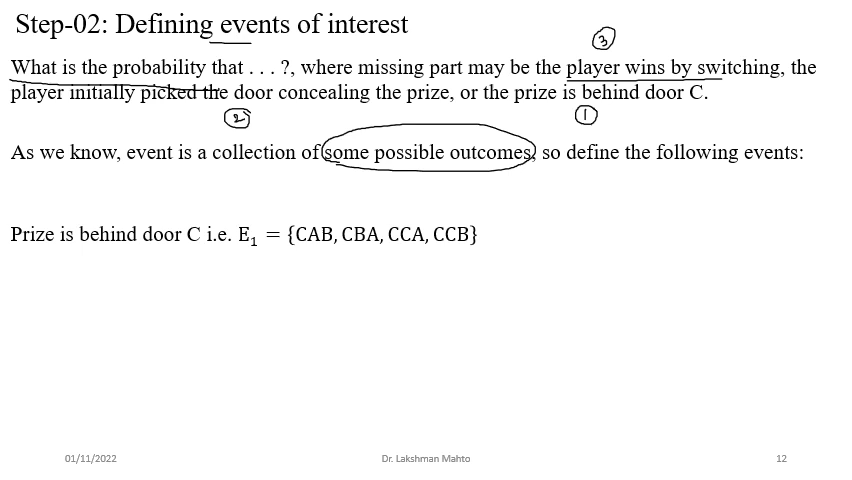 Step-02: Defining events of interest
3
What is the probability that . . . ?, where missing part may be the player wins by switching, the
player initially picked the door concealing the prize, or the prize is behind door C.
2 1
As we know, event is a collection of some possible outcomes, so define the following events:
Prize is behind door C i.e. E₁ = {CAB, CBA, CCA, CCB}
01/11/2022 Dr. Lakshman Mahto 12